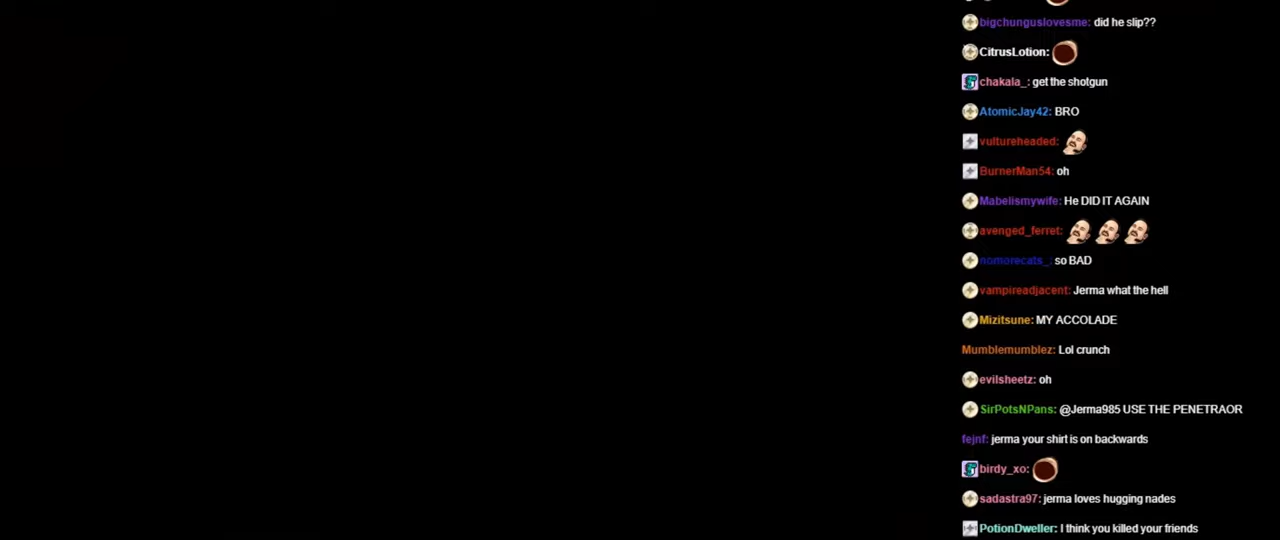 bigchunguslovesme: did he slip??
CitrusLotion:
chakala_: get the shotgun
AtomicJay42: BRO
vultureheaded:
BurnerMan54: oh
Mabelismywife: He DID IT AGAIN
avenged_ferret:
nomorecats_: so BAD
vampireadjacent: Jerma what the hell
Mizitsune: MY ACCOLADE
Mumblemumblez: Lol crunch
evilsheetz: oh
SirPotsNPans: @Jerma985 USE THE PENETRAOR
fejnf: jerma your shirt is on backwards
birdy_xo:
sadastra97: jerma loves hugging nades
PotionDweller: I think you killed your friends